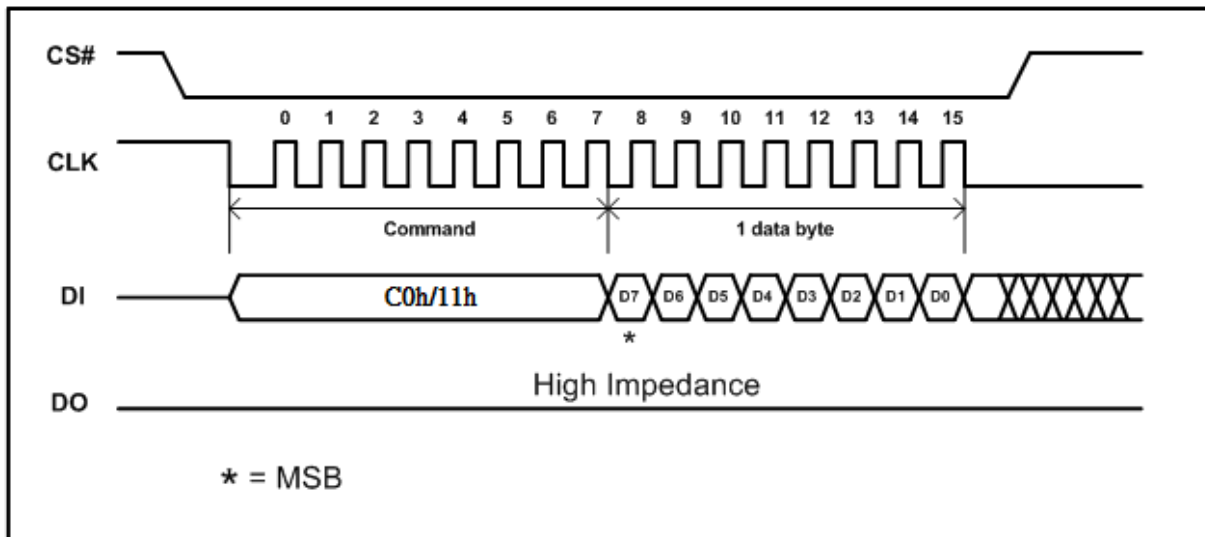 CS#
0 1 2 3 4 5 6 7 8 9 10 11 12 13 14 15
CLK
Command 1 data byte
DI C0h/11h D7 D6 D5 D4 D3 D2 D1 D0
*
High Impedance
DO
* = MSB